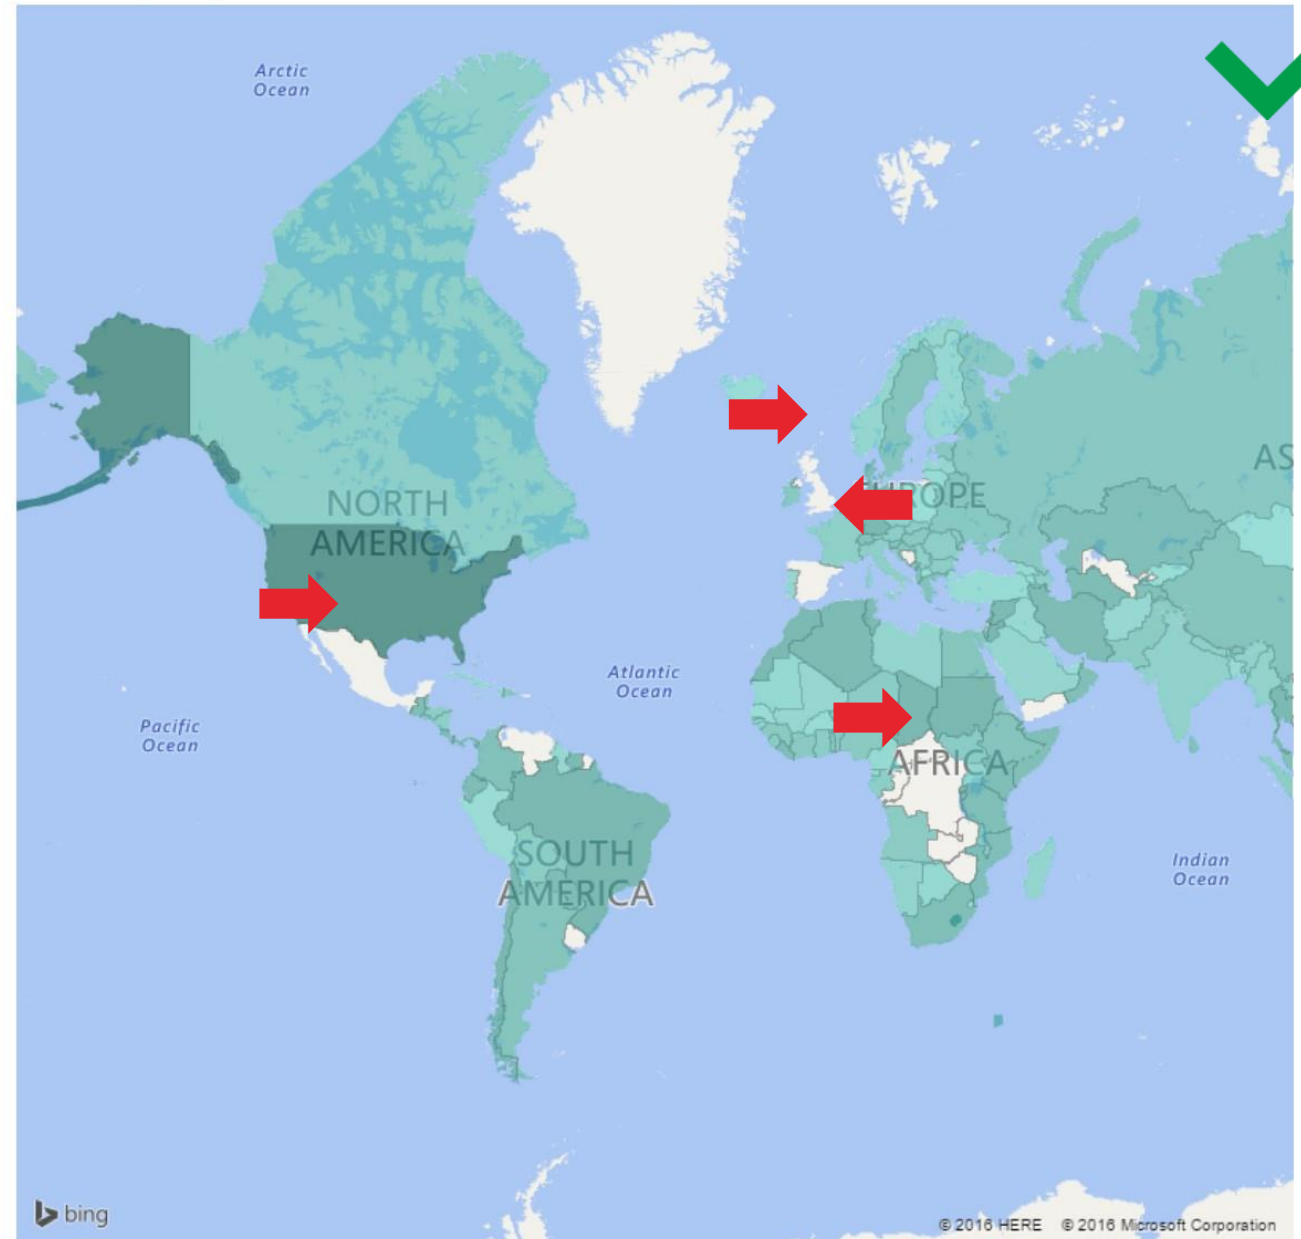 Arctic
Ocean
AS
EUROPE
NORTH
AMERICA
Atlantic
Ocean
Pacific
Ocean
AFRICA
SOUTH
AMERICA
Indian
Ocean
bing
© 2016 HERE © 2016 Microsoft Corporation